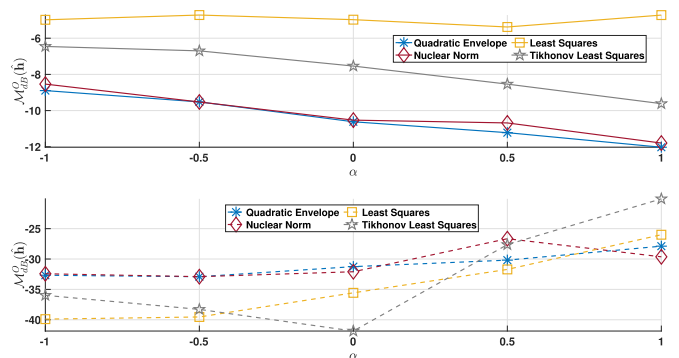 -6
-8
-10
-12
-1
-0.5
0
0.5
1
α
𝓜ᴼ_dB(ĥ)
Quadratic Envelope
Least Squares
Nuclear Norm
Tikhonov Least Squares
-25
-30
-35
-40
-1
-0.5
0
0.5
1
α
𝓜ᴼ_dB(ĥ)
Quadratic Envelope
Least Squares
Nuclear Norm
Tikhonov Least Squares